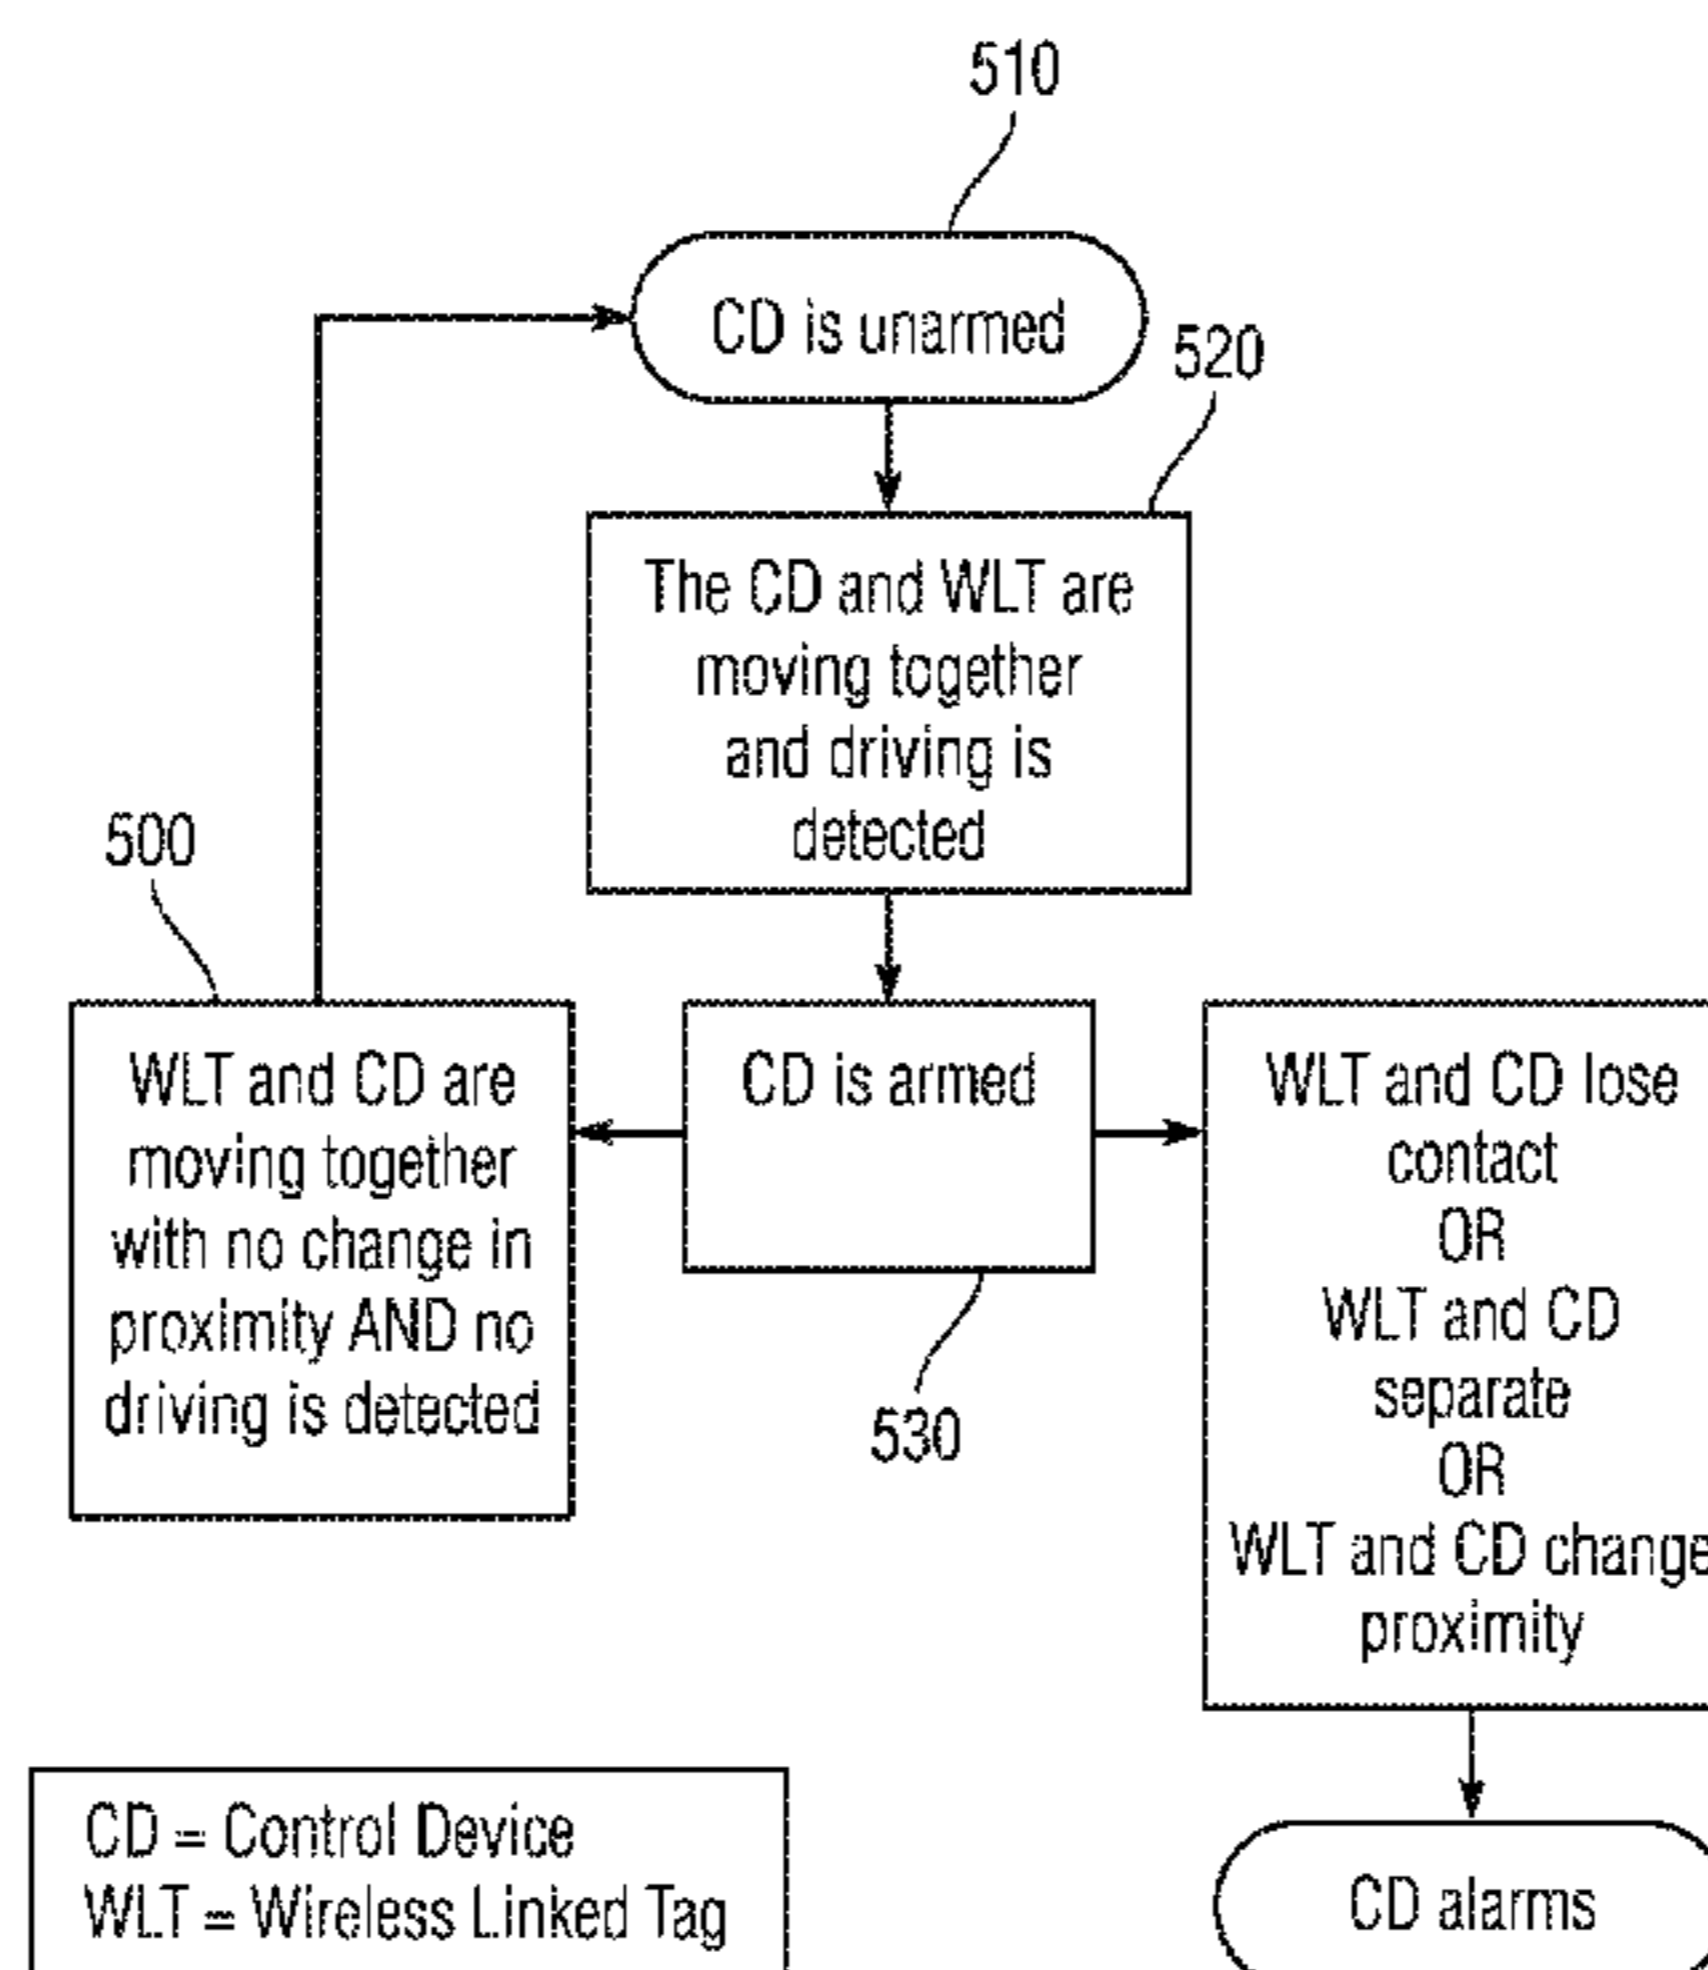 510
CD is unarmed
520
The CD and WLT are
moving together
and driving is
detected
500
WLT and CD are
moving together
with no change in
proximity AND no
driving is detected
CD is armed
530
WLT and CD lose
contact
OR
WLT and CD
separate
OR
WLT and CD change
proximity
CD alarms
CD = Control Device
WLT = Wireless Linked Tag